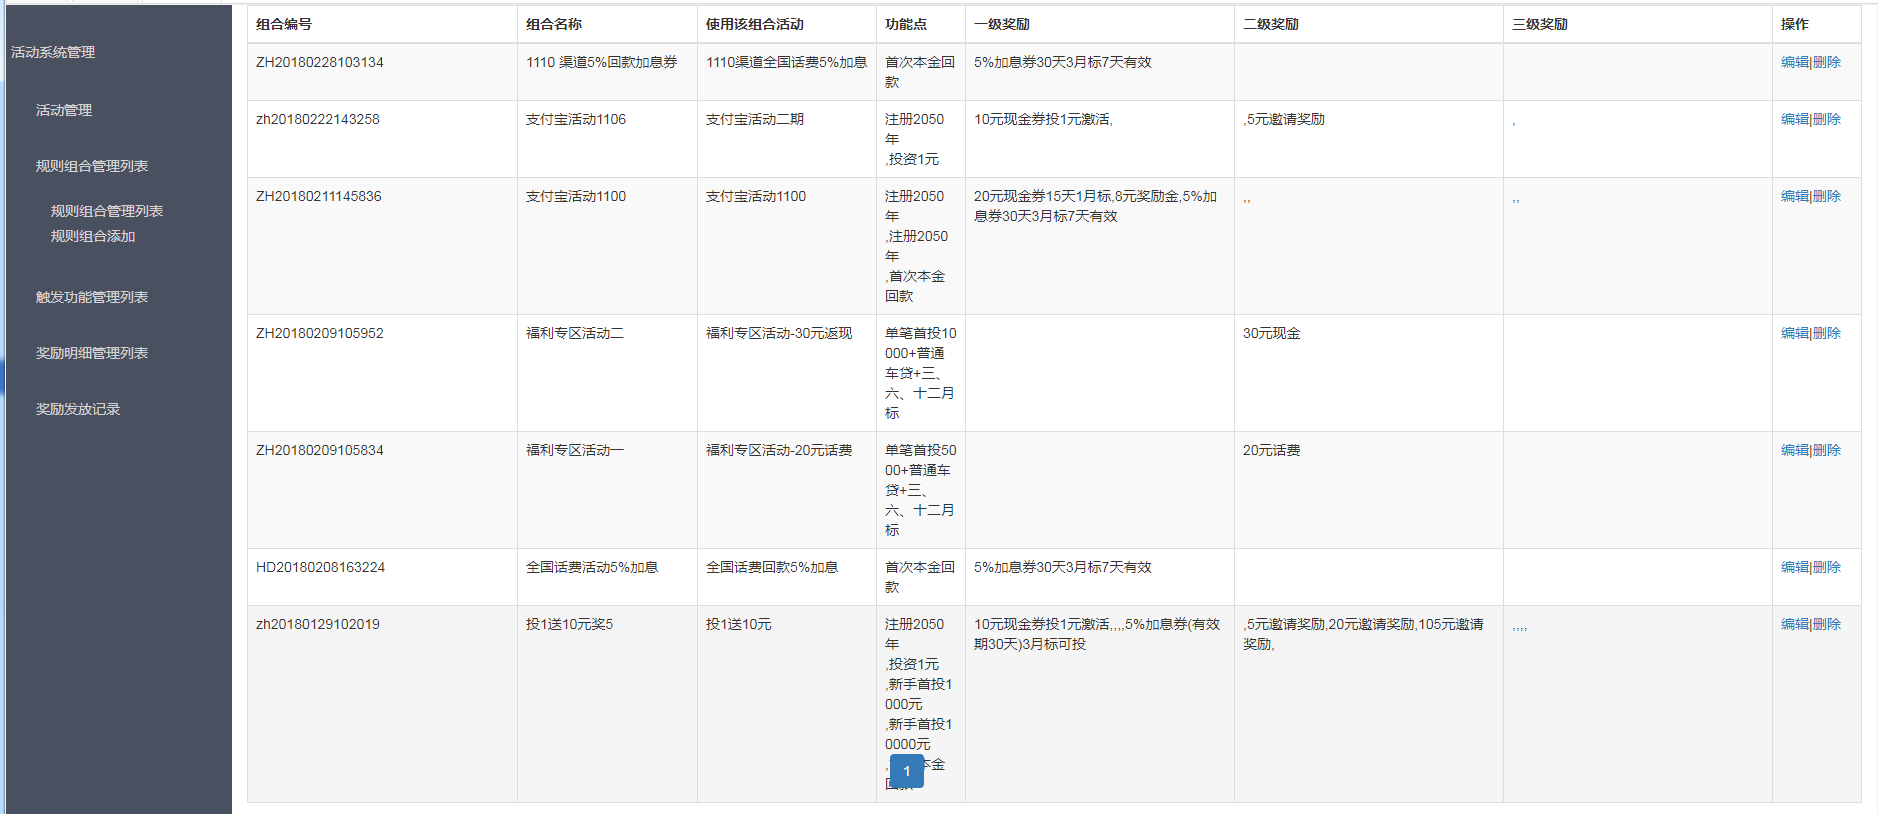 活动系统管理
活动管理
规则组合管理列表
规则组合管理列表
规则组合添加
触发功能管理列表
奖励明细管理列表
奖励发放记录
组合编号 组合名称 使用该组合活动 功能点 一级奖励 二级奖励 三级奖励 操作
ZH20180228103134 1110 渠道5%回款加息券 1110渠道全国话费5%加息 首次本金回 5%加息券30天3月标7天有效 编辑|删除
款
zh20180222143258 支付宝活动1106 支付宝活动二期 注册2050 10元现金券投1元激活, ,5元邀请奖励 , 编辑|删除
年
,投资1元
ZH20180211145836 支付宝活动1100 支付宝活动1100 注册2050 20元现金券15天1月标,8元奖励金,5%加 ,, ,, 编辑|删除
年 息券30天3月标7天有效
,注册2050
年
,首次本金
回款
ZH20180209105952 福利专区活动二 福利专区活动-30元返现 单笔首投10 30元现金 编辑|删除
000+普通
车贷+三、
六、十二月
标
ZH20180209105834 福利专区活动一 福利专区活动-20元话费 单笔首投50 20元话费 编辑|删除
00+普通车
贷+三、
六、十二月
标
HD20180208163224 全国话费活动5%加息 全国话费回款5%加息 首次本金回 5%加息券30天3月标7天有效 编辑|删除
款
zh20180129102019 投1送10元奖5 投1送10元 注册2050 10元现金券投1元激活,,,,5%加息券(有效 ,5元邀请奖励,20元邀请奖励,105元邀请 ,,,, 编辑|删除
年 期30天)3月标可投 奖励,
,投资1元
,新手首投1
000元
,新手首投1
0000元
, 本金
回
1